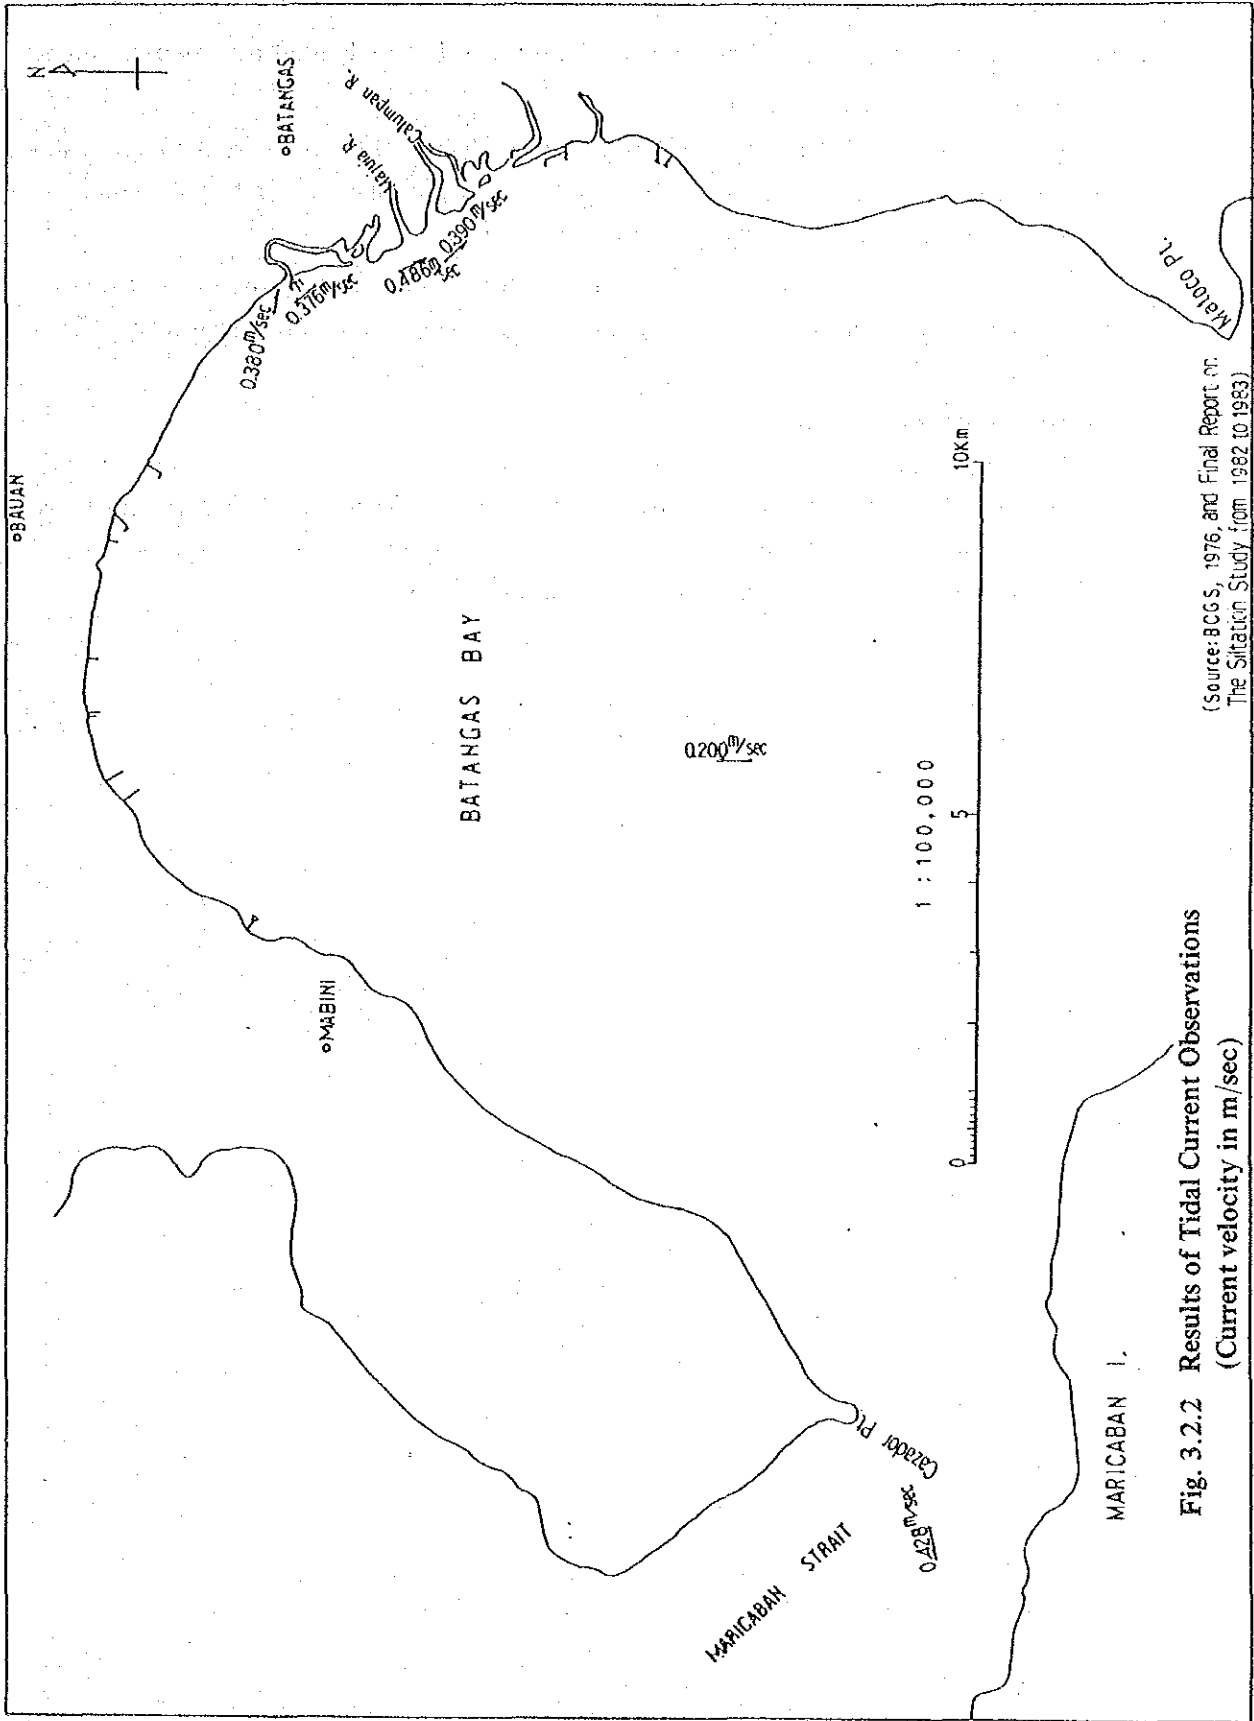 N
BATANGAS
BAUAN
Calumpan R.
0.380m/sec
0.376m/sec
0.486m/sec
0.390m/sec
MABINI
BATANGAS BAY
0.200m/sec
1 : 100,000
0
5
10Km
Matoco Pt.
Cazador Pt.
0.428m/sec
MARICABAN STRAIT
MARICABAN I.
(Source: BCGS, 1976, and Final Report on
The Siltation Study from 1982 to 1983)
Fig. 3.2.2 Results of Tidal Current Observations
(Current velocity in m/sec)